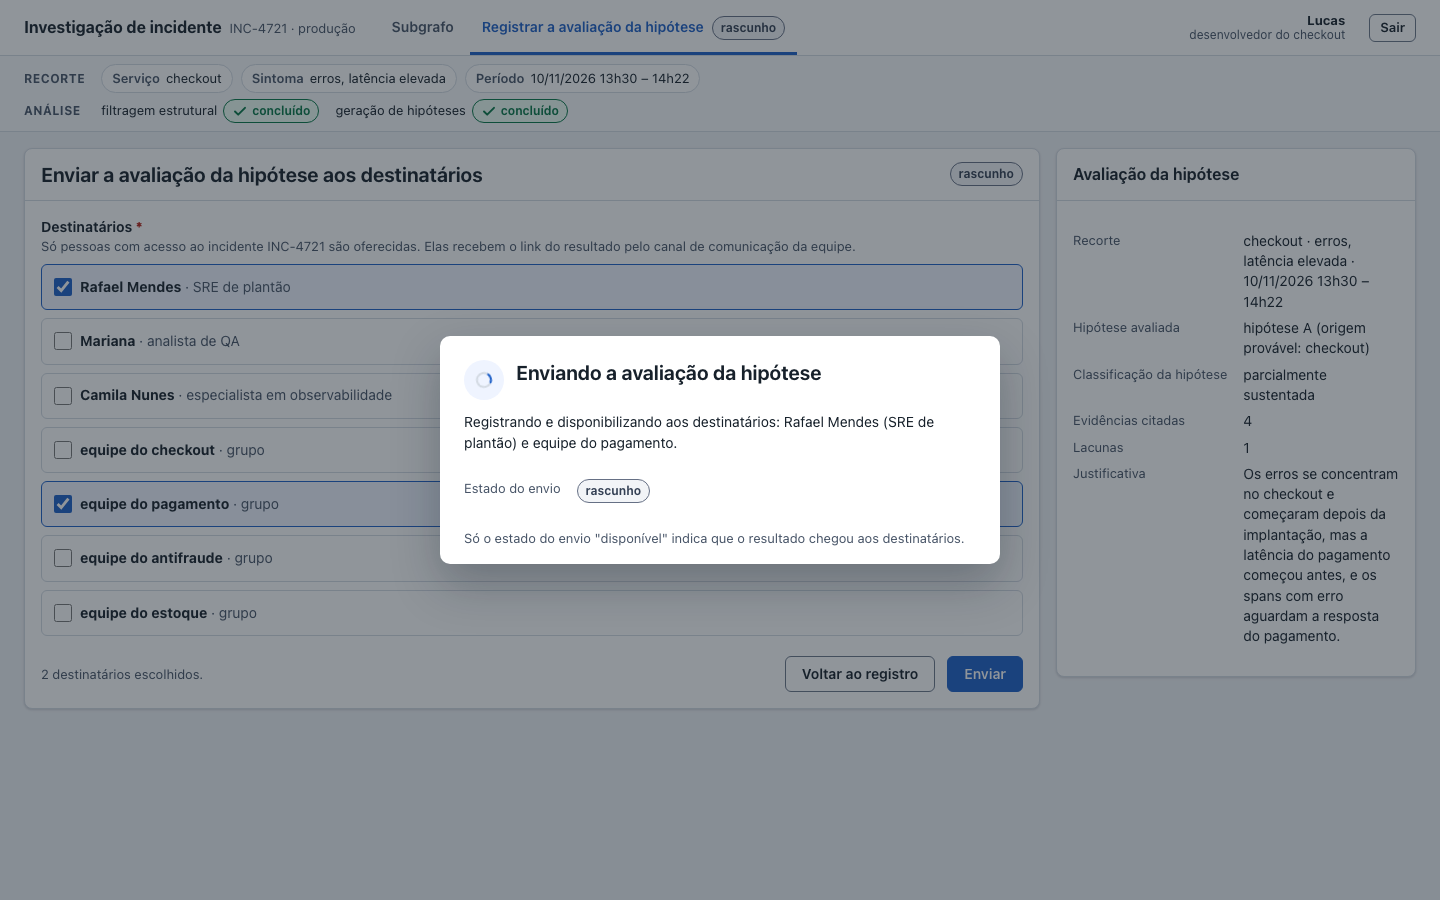 Investigação de incidente INC-4721 · produção Subgrafo Registrar a avaliação da hipótese rascunho
Lucas
desenvolvedor do checkout
Sair
RECORTE Serviço checkout Sintoma erros, latência elevada Período 10/11/2026 13h30 – 14h22
ANÁLISE filtragem estrutural concluído geração de hipóteses concluído
Enviar a avaliação da hipótese aos destinatários rascunho
Destinatários *
Só pessoas com acesso ao incidente INC-4721 são oferecidas. Elas recebem o link do resultado pelo canal de comunicação da equipe.
Rafael Mendes · SRE de plantão
Mariana · analista de QA
Camila Nunes · especialista em observabilidade
equipe do checkout · grupo
equipe do pagamento · grupo
equipe do antifraude · grupo
equipe do estoque · grupo
2 destinatários escolhidos.
Voltar ao registro
Enviar
Enviando a avaliação da hipótese
Registrando e disponibilizando aos destinatários: Rafael Mendes (SRE de
plantão) e equipe do pagamento.
Estado do envio rascunho
Só o estado do envio "disponível" indica que o resultado chegou aos destinatários.
Avaliação da hipótese
Recorte checkout · erros,
latência elevada ·
10/11/2026 13h30 –
14h22
Hipótese avaliada hipótese A (origem
provável: checkout)
Classificação da hipótese parcialmente
sustentada
Evidências citadas 4
Lacunas 1
Justificativa Os erros se concentram
no checkout e
começaram depois da
implantação, mas a
latência do pagamento
começou antes, e os
spans com erro
aguardam a resposta
do pagamento.